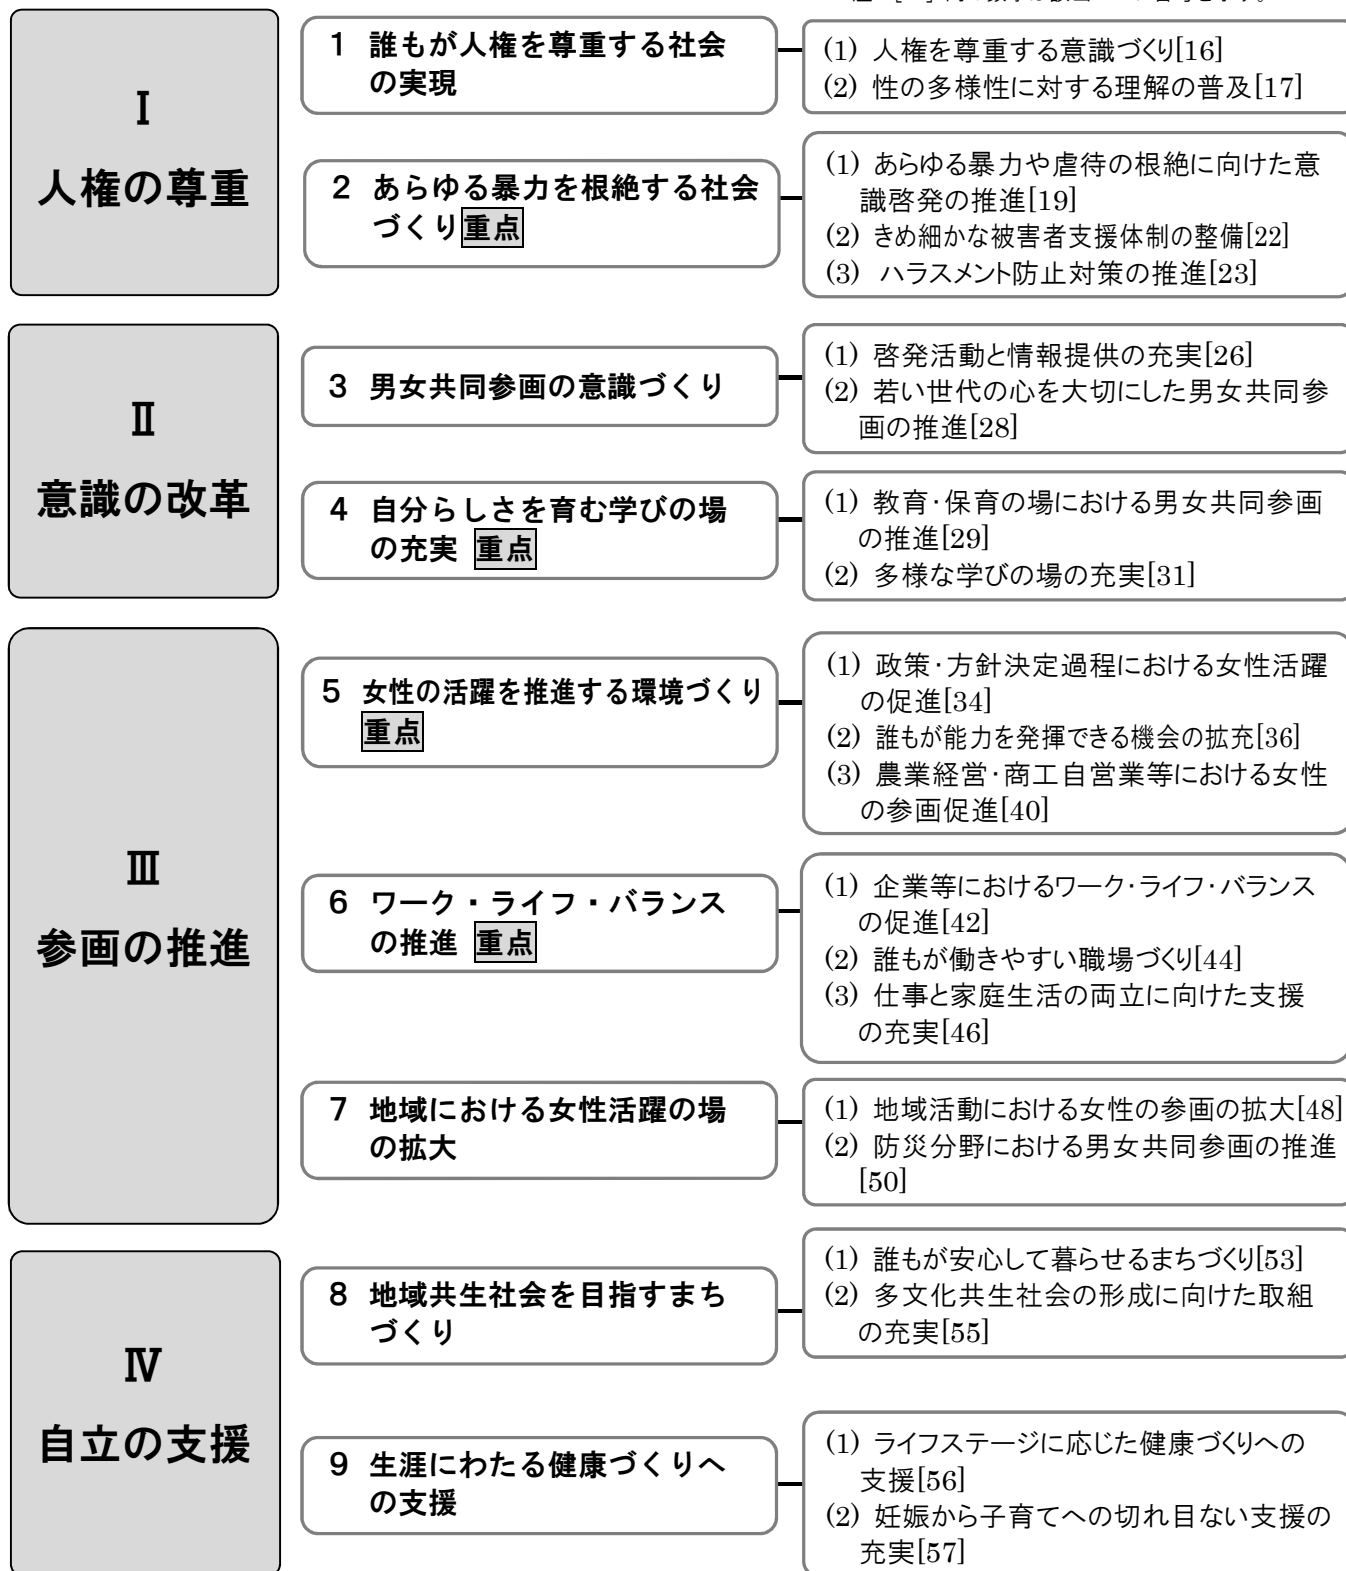 Ⅰ
人権の尊重
1 誰もが人権を尊重する社会
の実現
(1) 人権を尊重する意識づくり[16]
(2) 性の多様性に対する理解の普及[17]
2 あらゆる暴力を根絶する社会
づくり重点
(1) あらゆる暴力や虐待の根絶に向けた意
識啓発の推進[19]
(2) きめ細かな被害者支援体制の整備[22]
(3) ハラスメント防止対策の推進[23]
Ⅱ
意識の改革
3 男女共同参画の意識づくり
(1) 啓発活動と情報提供の充実[26]
(2) 若い世代の心を大切にした男女共同参
画の推進[28]
4 自分らしさを育む学びの場
の充実 重点
(1) 教育・保育の場における男女共同参画
の推進[29]
(2) 多様な学びの場の充実[31]
Ⅲ
参画の推進
5 女性の活躍を推進する環境づくり
重点
(1) 政策・方針決定過程における女性活躍
の促進[34]
(2) 誰もが能力を発揮できる機会の拡充[36]
(3) 農業経営・商工自営業等における女性
の参画促進[40]
6 ワーク・ライフ・バランス
の推進 重点
(1) 企業等におけるワーク・ライフ・バランス
の促進[42]
(2) 誰もが働きやすい職場づくり[44]
(3) 仕事と家庭生活の両立に向けた支援
の充実[46]
7 地域における女性活躍の場
の拡大
(1) 地域活動における女性の参画の拡大[48]
(2) 防災分野における男女共同参画の推進
[50]
Ⅳ
自立の支援
8 地域共生社会を目指すまち
づくり
(1) 誰もが安心して暮らせるまちづくり[53]
(2) 多文化共生社会の形成に向けた取組
の充実[55]
9 生涯にわたる健康づくりへ
の支援
(1) ライフステージに応じた健康づくりへの
支援[56]
(2) 妊娠から子育てへの切れ目ない支援の
充実[57]